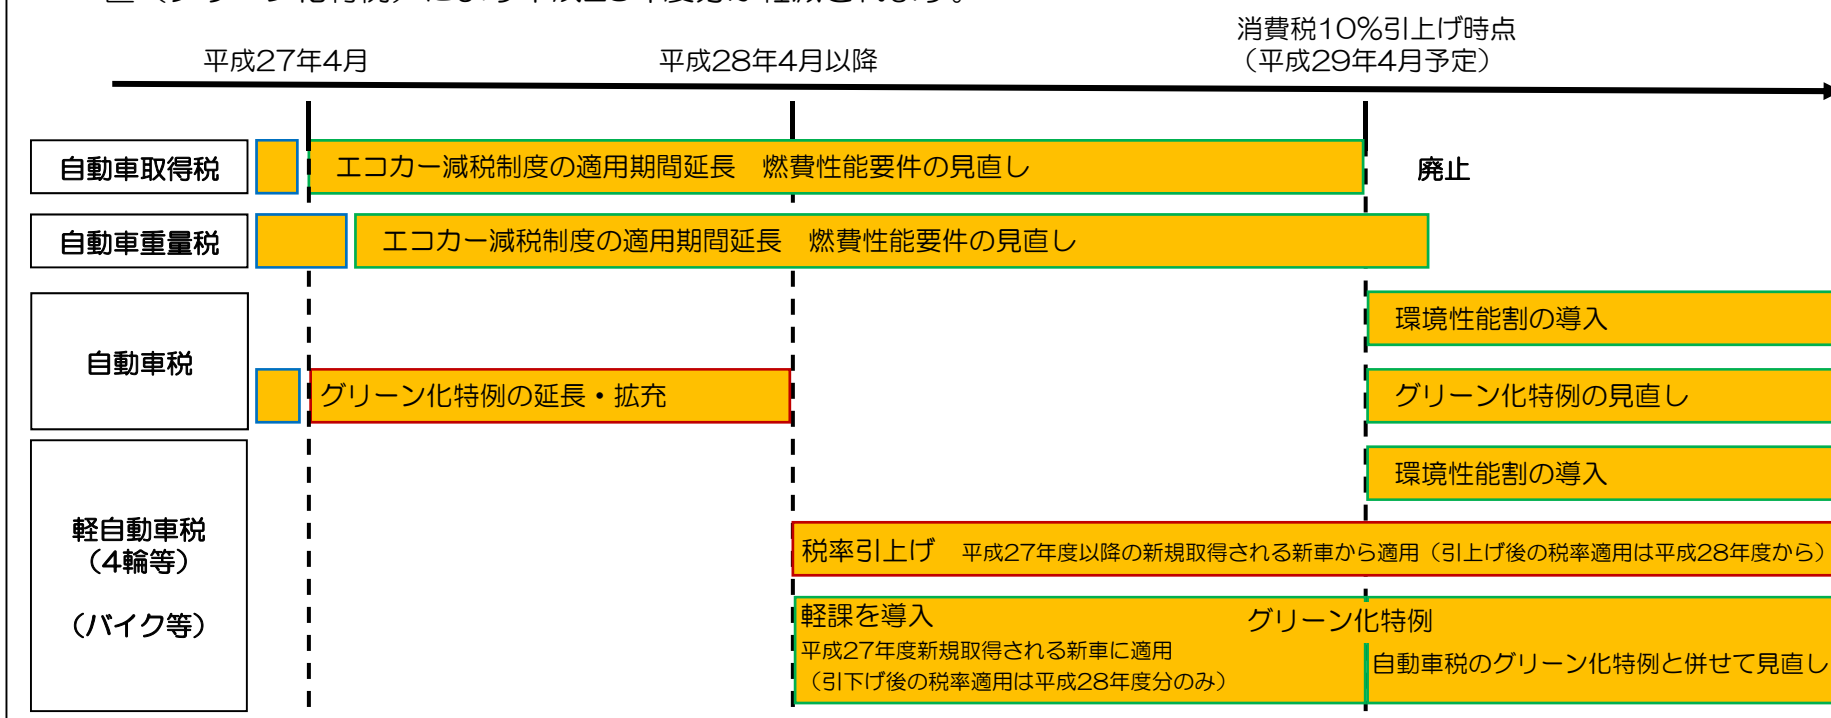 消費税10%引上げ時点
平成27年4月
平成28年4月以降
(平成29年4月予定)
自動車取得税
エコカー減税制度の適用期間延長　燃費性能要件の見直し
廃止
自動車重量税
エコカー減税制度の適用期間延長　燃費性能要件の見直し
環境性能割の導入
自動車税
グリーン化特例の延長・拡充
グリーン化特例の見直し
環境性能割の導入
軽自動車税
(4輪等)
(バイク等)
税率引上げ　平成27年度以降の新規取得される新車から適用(引上げ後の税率適用は平成28年度から)
軽課を導入
グリーン化特例
平成27年度新規取得される新車に適用
(引下げ後の税率適用は平成28年度分のみ)
自動車税のグリーン化特例と併せて見直し